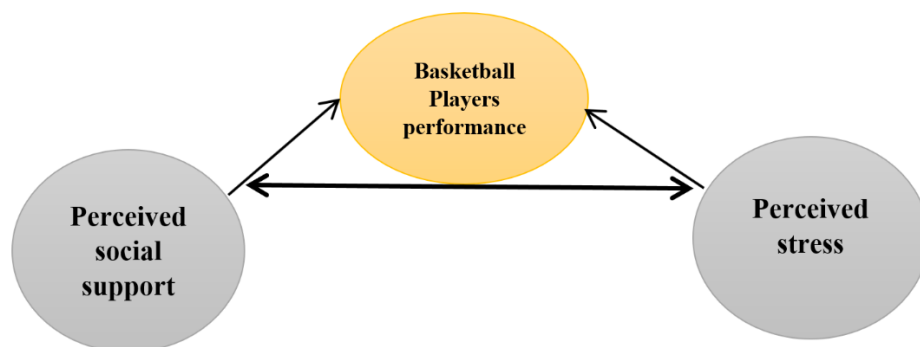 Basketball
Players
performance
Perceived
social
support
Perceived
stress